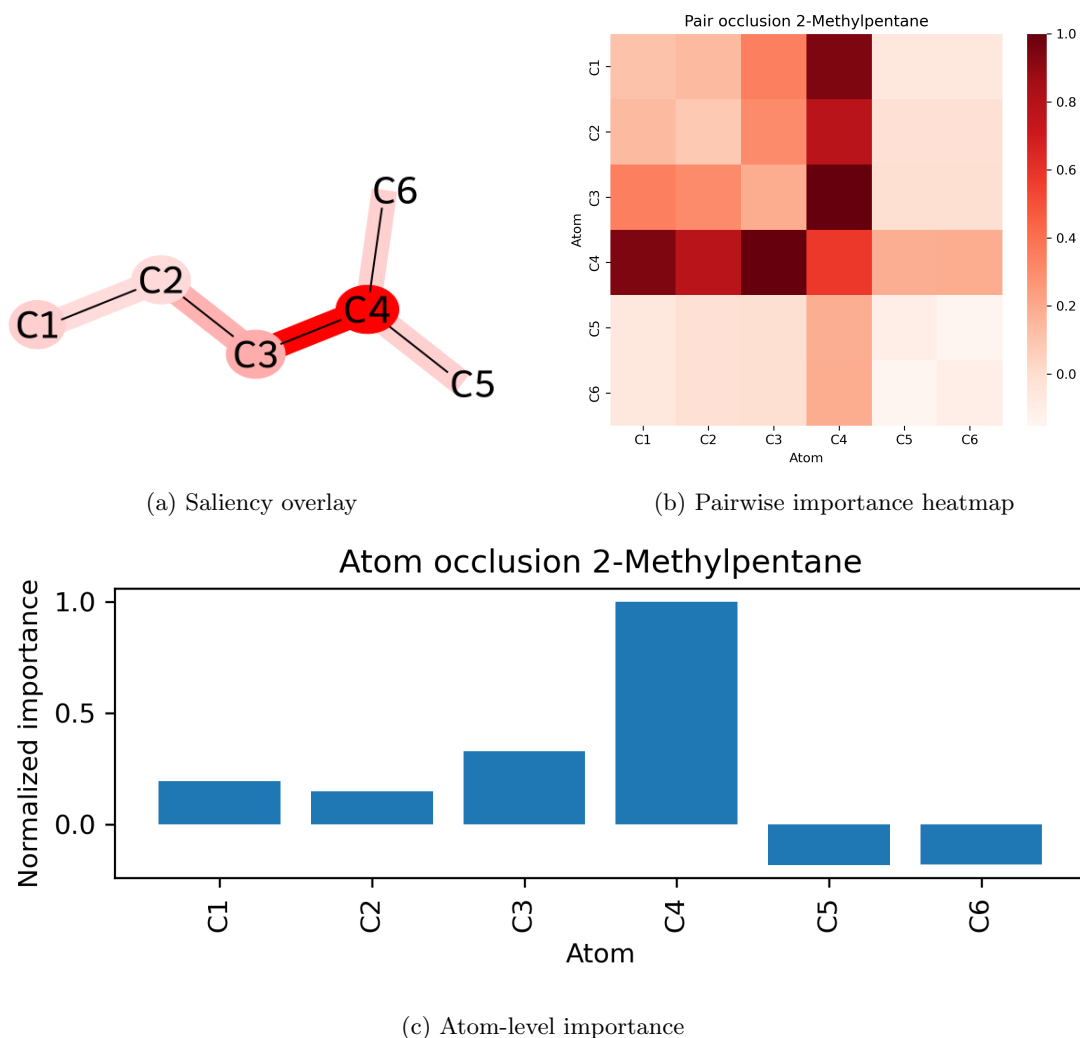 C6
C2
C1
C4
C3
C5
(a) Saliency overlay
Pair occlusion 2-Methylpentane
C1
C2
C3
C4
C5
C6
Atom
C1 C2 C3 C4 C5 C6
Atom
1.0
0.8
0.6
0.4
0.2
0.0
(b) Pairwise importance heatmap
Atom occlusion 2-Methylpentane
Normalized importance
1.0
0.5
0.0
C1 C2 C3 C4 C5 C6
Atom
(c) Atom-level importance